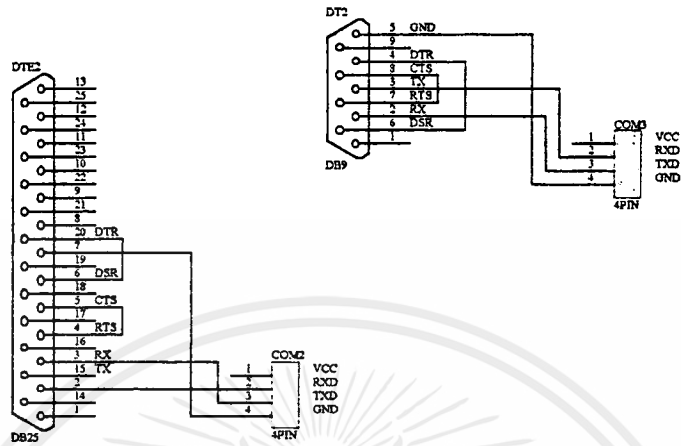 DT2
5 GND
9
4 DTR
8 CTS
3 TX
7 RTS
2 RX
6 DSR
1
DB9
COM3
1 VCC
2 RXD
3 TXD
4 GND
4PIN
DTE2
13
25
12
24
11
23
10
22
9
21
8
20 DTR
7
19
6 DSR
18
5 CTS
17
4 RTS
16
3 RX
15 TX
2
14
1
DB25
COM2
1 VCC
2 RXD
3 TXD
4 GND
4PIN